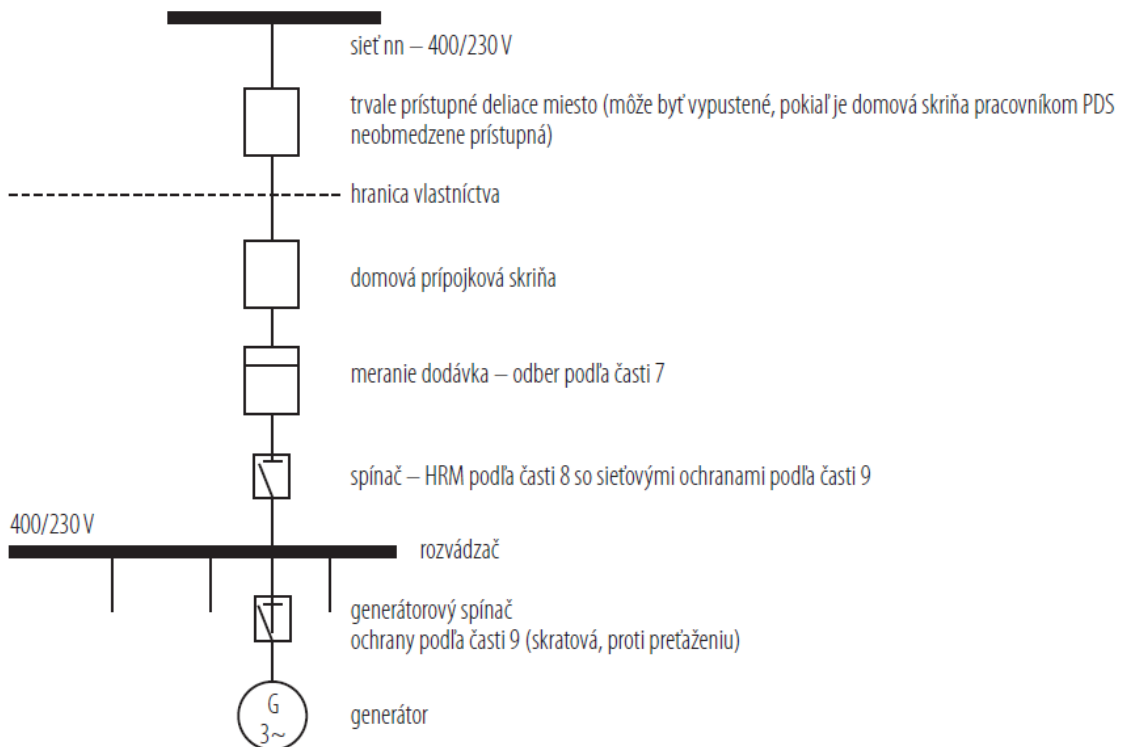 sieť nn – 400/230 V
trvale prístupné deliace miesto (môže byť vypustené, pokiaľ je domová skriňa pracovníkom PDS
neobmedzene prístupná)
hranica vlastníctva
domová prípojková skriňa
meranie dodávka – odber podľa časti 7
spínač – HRM podľa časti 8 so sieťovými ochranami podľa časti 9
400/230 V
rozvádzač
generátorový spínač
ochrany podľa časti 9 (skratová, proti preťaženiu)
G
3~
generátor